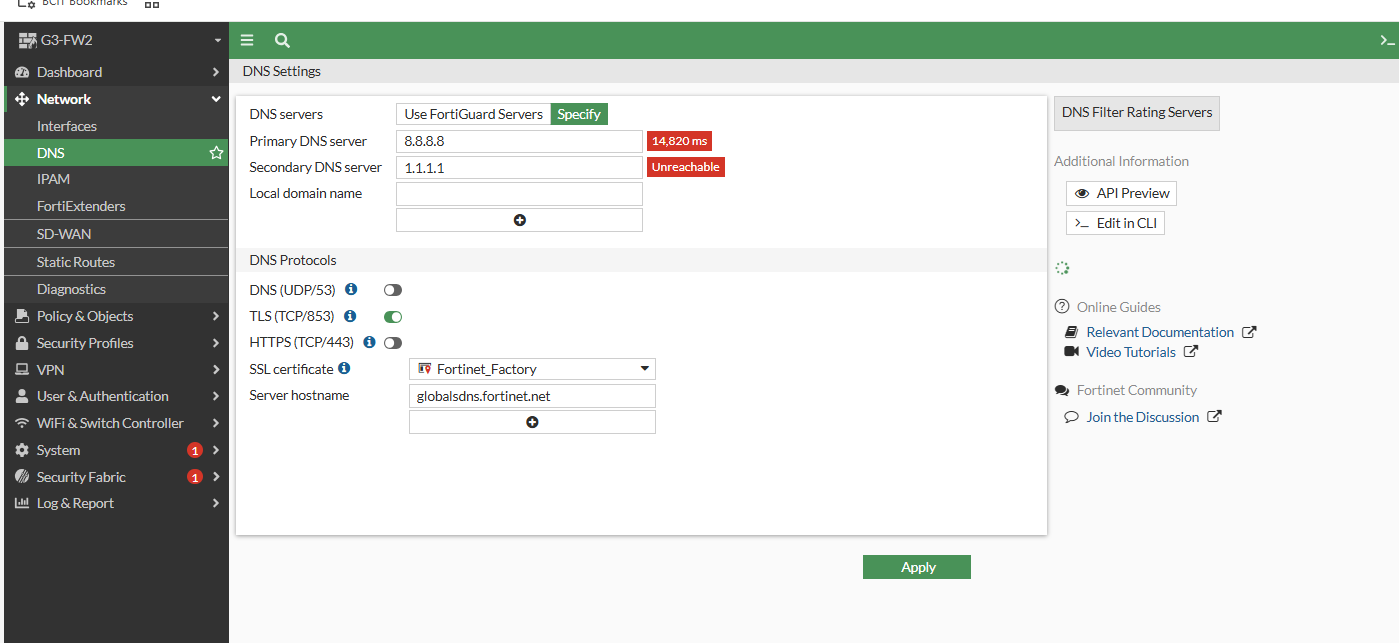 BCIT Bookmarks
G3-FW2
DNS Settings
Dashboard
Network
Interfaces
DNS
IPAM
FortiExtenders
SD-WAN
Static Routes
Diagnostics
Policy & Objects
Security Profiles
VPN
User & Authentication
WiFi & Switch Controller
System 1
Security Fabric 1
Log & Report
DNS servers Use FortiGuard Servers Specify
Primary DNS server 8.8.8.8 14,820 ms
Secondary DNS server 1.1.1.1 Unreachable
Local domain name
DNS Protocols
DNS (UDP/53)
TLS (TCP/853)
HTTPS (TCP/443)
SSL certificate Fortinet_Factory
Server hostname globalsdns.fortinet.net
Apply
DNS Filter Rating Servers
Additional Information
API Preview
>_ Edit in CLI
Online Guides
Relevant Documentation
Video Tutorials
Fortinet Community
Join the Discussion